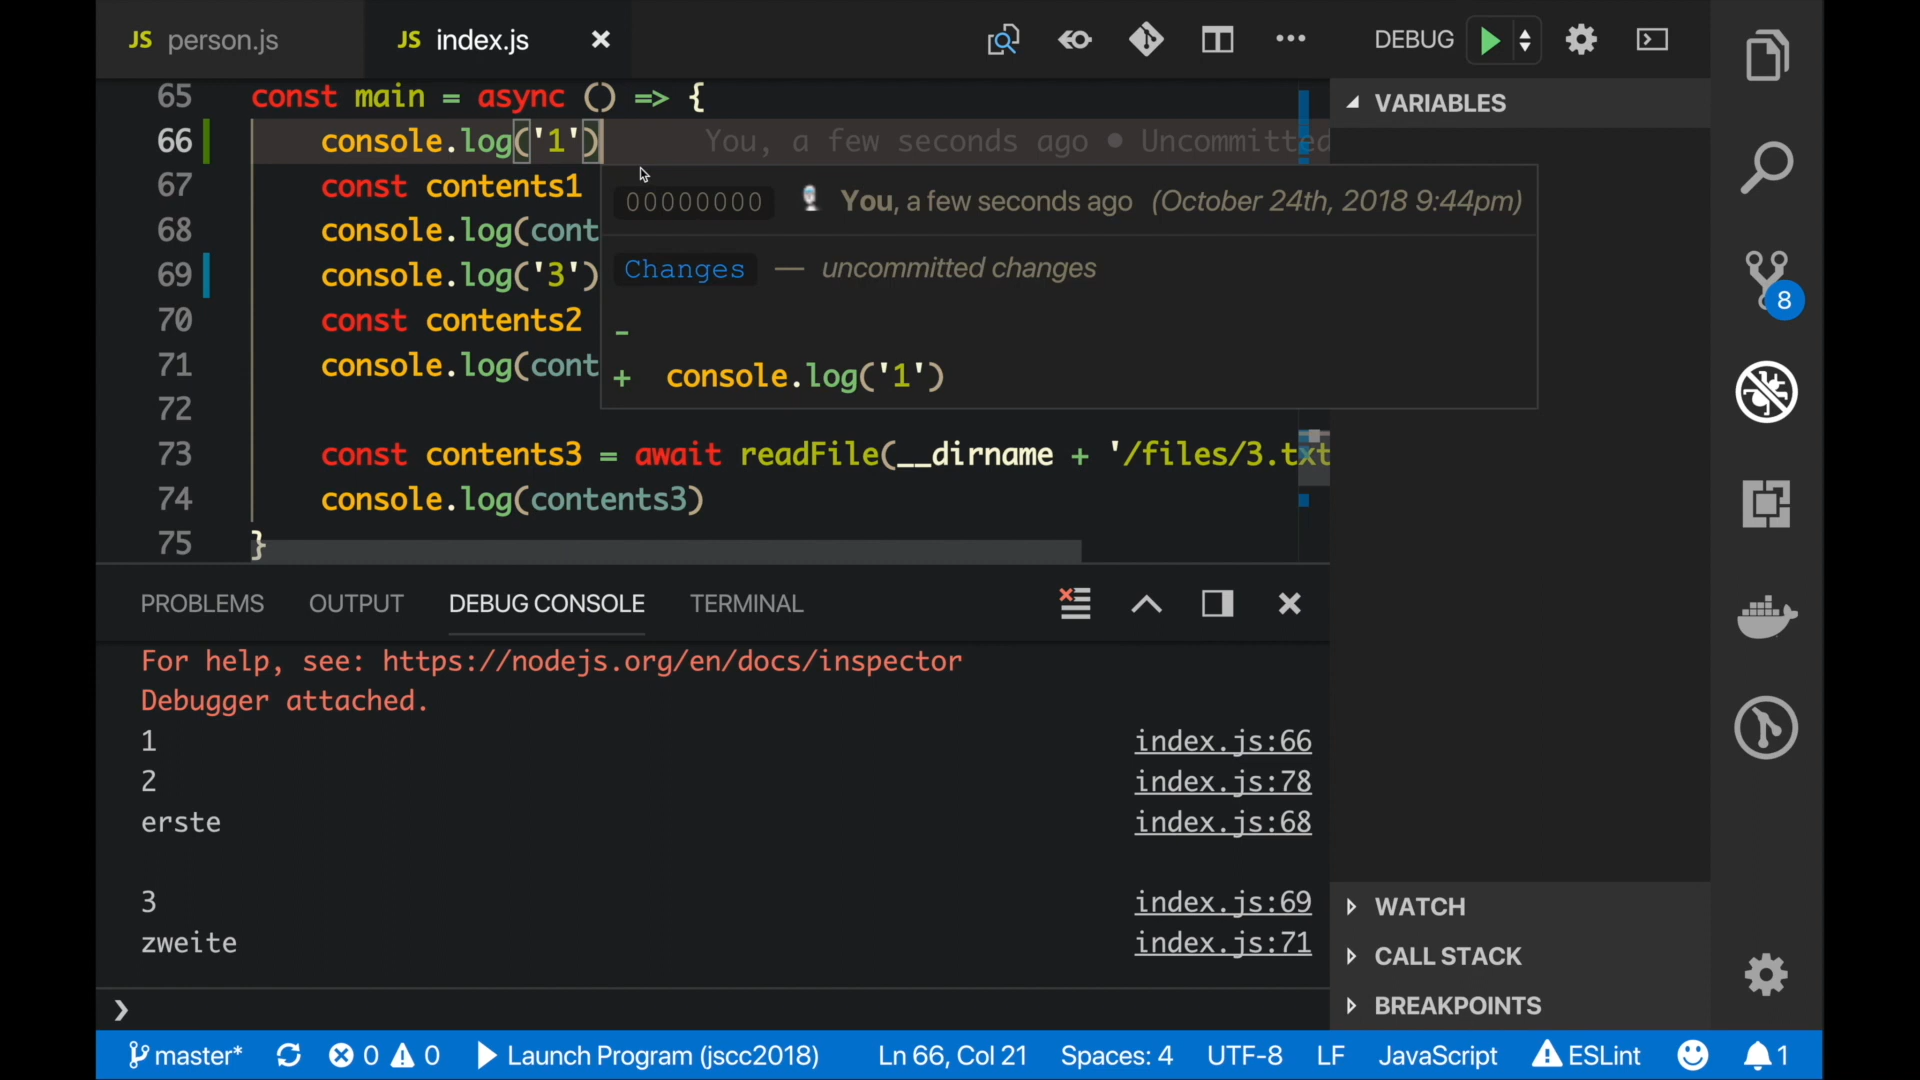 JS person.js JS index.js DEBUG
65 const main = async () => {
66 console.log('1') You, a few seconds ago • Uncommitted
67 const contents1
68 console.log(cont
69 console.log('3')
70 const contents2
71 console.log(cont
72
73 const contents3 = await readFile(__dirname + '/files/3.txt
74 console.log(contents3)
75 }
00000000 You, a few seconds ago (October 24th, 2018 9:44pm)
Changes — uncommitted changes
-
+ console.log('1')
VARIABLES
8
PROBLEMS OUTPUT DEBUG CONSOLE TERMINAL
For help, see: https://nodejs.org/en/docs/inspector
Debugger attached.
1 index.js:66
2 index.js:78
erste index.js:68
3 index.js:69
zweite index.js:71
❯
WATCH
CALL STACK
BREAKPOINTS
master* 0 0 Launch Program (jscc2018) Ln 66, Col 21 Spaces: 4 UTF-8 LF JavaScript ESLint 1